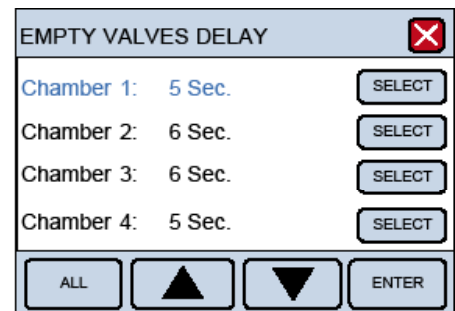 EMPTY VALVES DELAY
Chamber 1: 5 Sec. SELECT
Chamber 2: 6 Sec. SELECT
Chamber 3: 6 Sec. SELECT
Chamber 4: 5 Sec. SELECT
ALL ENTER